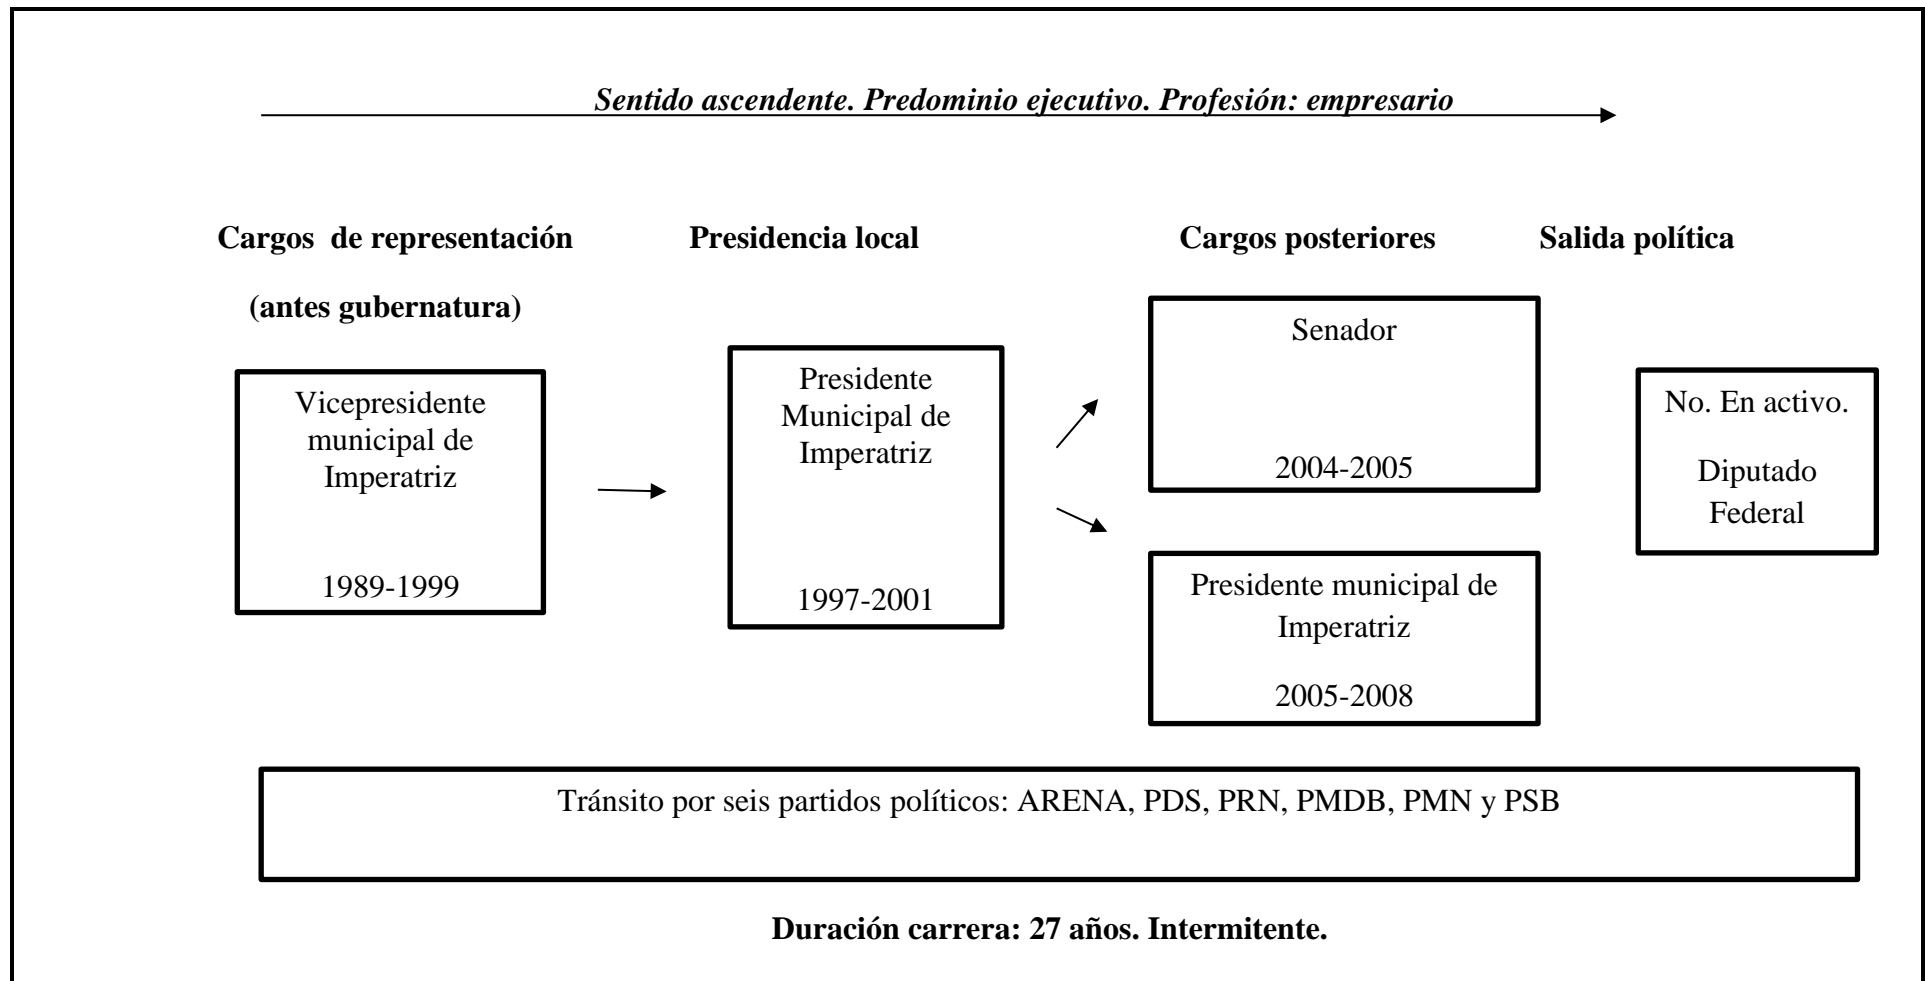 Sentido ascendente. Predominio ejecutivo. Profesión: empresario
Cargos de representación
(antes gubernatura)
Presidencia local
Cargos posteriores
Salida política
Vicepresidente
municipal de
Imperatriz
1989-1999
Presidente
Municipal de
Imperatriz
1997-2001
Senador
2004-2005
Presidente municipal de
Imperatriz
2005-2008
No. En activo.
Diputado
Federal
Tránsito por seis partidos políticos: ARENA, PDS, PRN, PMDB, PMN y PSB
Duración carrera: 27 años. Intermitente.